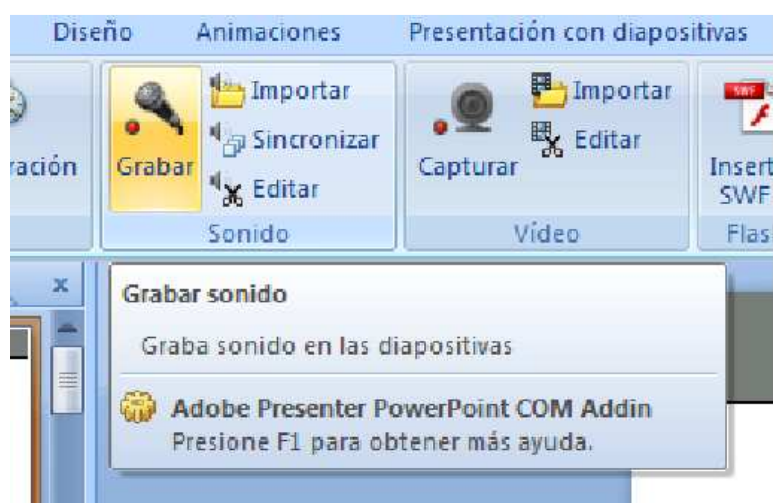 Diseño Animaciones Presentación con diapositivas
Importar Importar SWF
Sincronizar Editar
ración Grabar Capturar Insert
Editar SWF
Sonido Vídeo Flas
x
Grabar sonido
Graba sonido en las diapositivas
Adobe Presenter PowerPoint COM Addin
Presione F1 para obtener más ayuda.